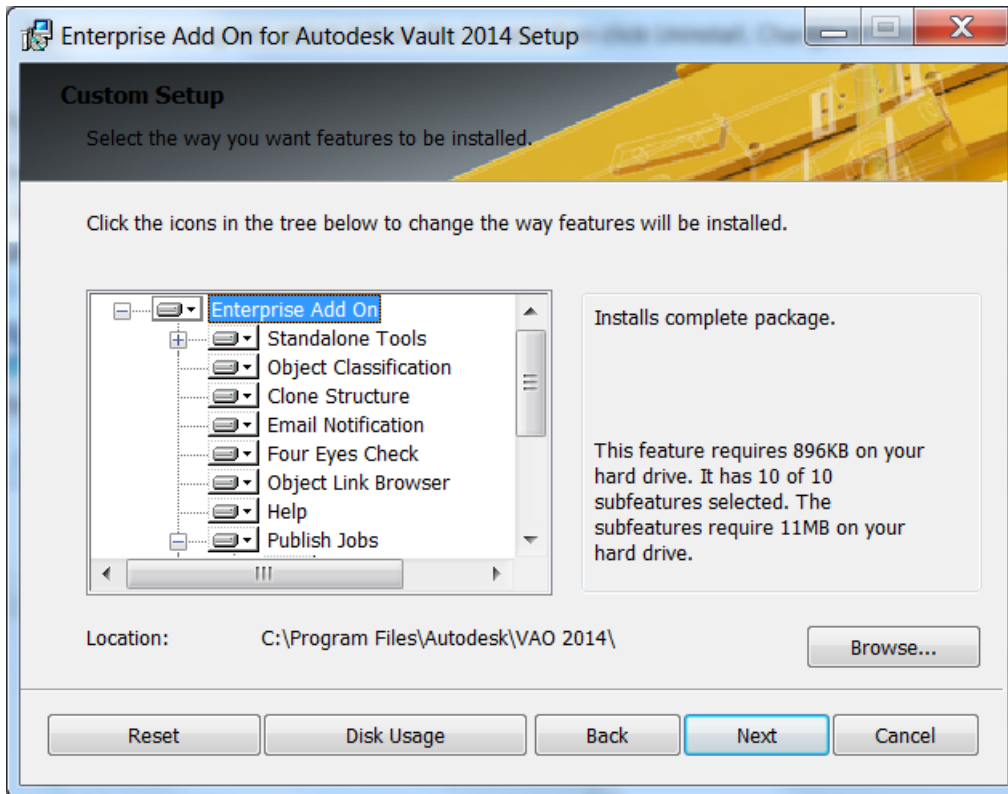 Enterprise Add On for Autodesk Vault 2014 Setup
Custom Setup
Select the way you want features to be installed.
Click the icons in the tree below to change the way features will be installed.
Enterprise Add On
Standalone Tools
Object Classification
Clone Structure
Email Notification
Four Eyes Check
Object Link Browser
Help
Publish Jobs
Installs complete package.
This feature requires 896KB on your
hard drive. It has 10 of 10
subfeatures selected. The
subfeatures require 11MB on your
hard drive.
Location: C:\Program Files\Autodesk\VAO 2014\
Browse...
Reset Disk Usage Back Next Cancel